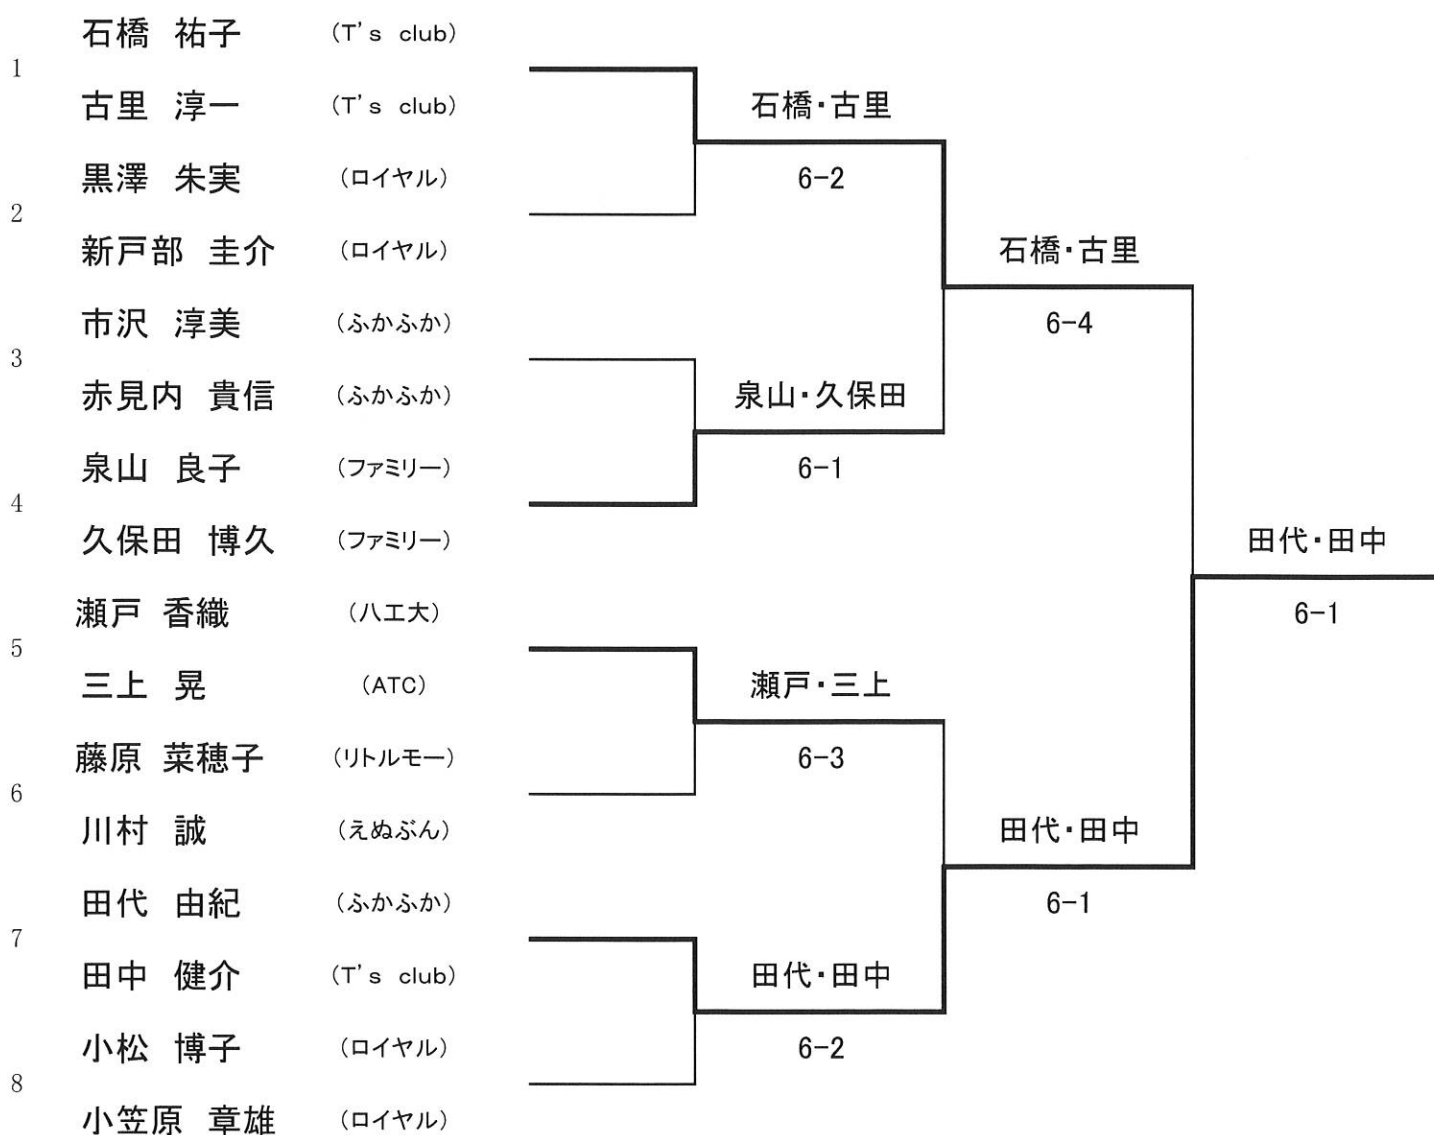 石橋 祐子 (T's club)
1
古里 淳一 (T's club) 石橋・古里
黒澤 朱実 (ロイヤル) 6-2
2
新戸部 圭介 (ロイヤル) 石橋・古里
市沢 淳美 (ふかふか) 6-4
3
赤見内 貴信 (ふかふか) 泉山・久保田
泉山 良子 (ファミリー) 6-1
4
久保田 博久 (ファミリー) 田代・田中
瀬戸 香織 (八工大) 6-1
5
三上 晃 (ATC) 瀬戸・三上
藤原 菜穂子 (リトルモー) 6-3
6
川村 誠 (えぬぶん) 田代・田中
田代 由紀 (ふかふか) 6-1
7
田中 健介 (T's club) 田代・田中
小松 博子 (ロイヤル) 6-2
8
小笠原 章雄 (ロイヤル)